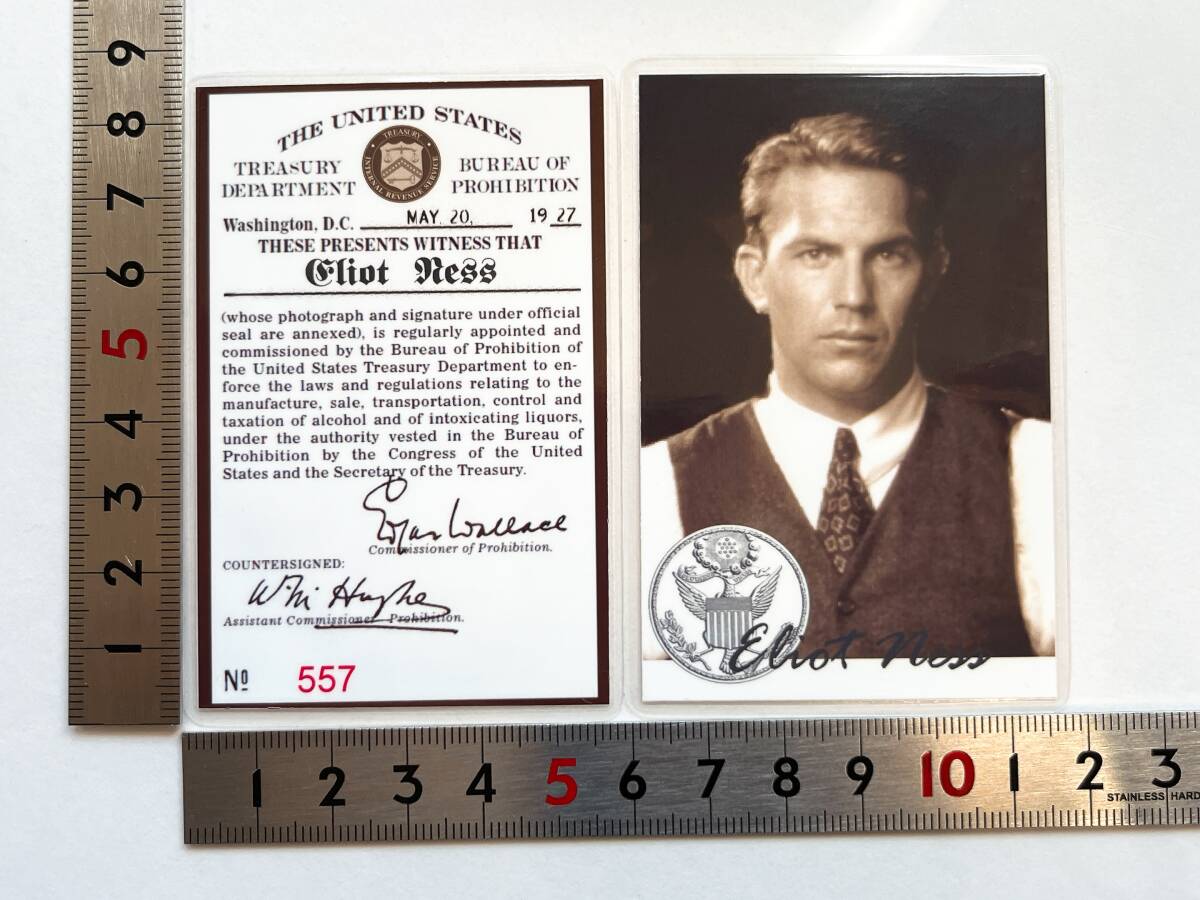 THE UNITED STATES
TREASURY DEPARTMENT
TREASURY
INTERNAL REVENUE SERVICE
BUREAU OF PROHIBITION
Washington, D.C. MAY. 20, 19 27
THESE PRESENTS WITNESS THAT
Eliot Ness
(whose photograph and signature under official
seal are annexed), is regularly appointed and
commissioned by the Bureau of Prohibition of
the United States Treasury Department to en-
force the laws and regulations relating to the
manufacture, sale, transportation, control and
taxation of alcohol and of intoxicating liquors,
under the authority vested in the Bureau of
Prohibition by the Congress of the United
States and the Secretary of the Treasury.
Edgar Wallace
Commissioner of Prohibition.
COUNTERSIGNED:
Hughe
Assistant Commissioner Prohibition.
Nº 557
Eliot Ness
9
8
7
6
5
4
3
2
1
1 2 3 4 5 6 7 8 9 10 1 2 3
STAINLESS HARD